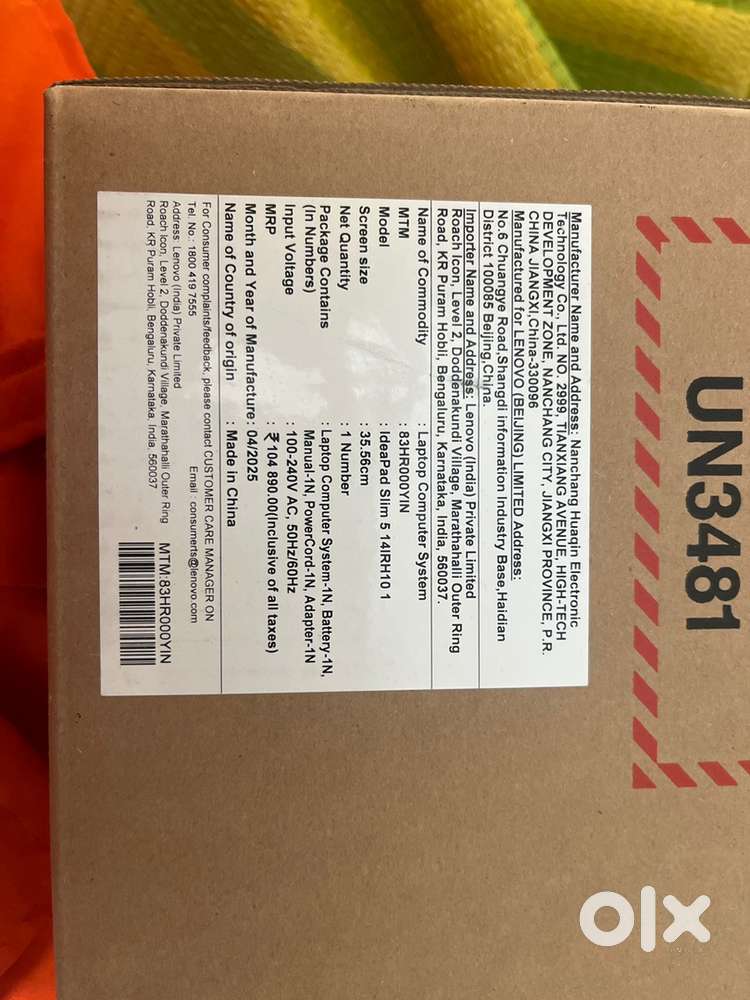 Manufacturer Name and Address: Nanchang Huaqin Electronic
Technology Co., Ltd. NO. 2999, TIANXIANG AVENUE, HIGH-TECH
DEVELOPMENT ZONE, NANCHANG CITY, JIANGXI PROVINCE, P.R.
CHINA JIANGXI,China-330096
Manufactured for LENOVO (BEIJING) LIMITED Address:
No.6 Chuangye Road,Shangdi information Industry Base,Haidian
District 100085 Beijing,China.
Importer Name and Address: Lenovo (India) Private Limited
Roach Icon, Level 2, Doddenakundi Village, Marathahalli Outer Ring
Road, KR Puram Hobli, Bengaluru, Karnataka, India, 560037.
Name of Commodity : Laptop Computer System
MTM : 83HR000YIN
Model : IdeaPad Slim 5 14IRH10 1
Screen size : 35.56cm
Net Quantity : 1 Number
Package Contains : Laptop Computer System-1N, Battery-1N,
(In Numbers) Manual-1N, PowerCord-1N, Adapter-1N
Input Voltage : 100-240V AC, 50Hz/60Hz
MRP : ₹ 104 890.00(Inclusive of all taxes)
Month and Year of Manufacture : 04/2025
Name of Country of origin : Made in China
For Consumer complaints/feedback, please contact CUSTOMER CARE MANAGER ON
Tel. No.: 1800 419 7555 Email : consumerts@lenovo.com
Address: Lenovo (India) Private Limited
Roach Icon, Level 2, Doddenakundi Village, Marathahalli Outer Ring
Road, KR Puram Hobli, Bengaluru, Karnataka, India, 560037
MTM:83HR000YIN
UN3481
olx